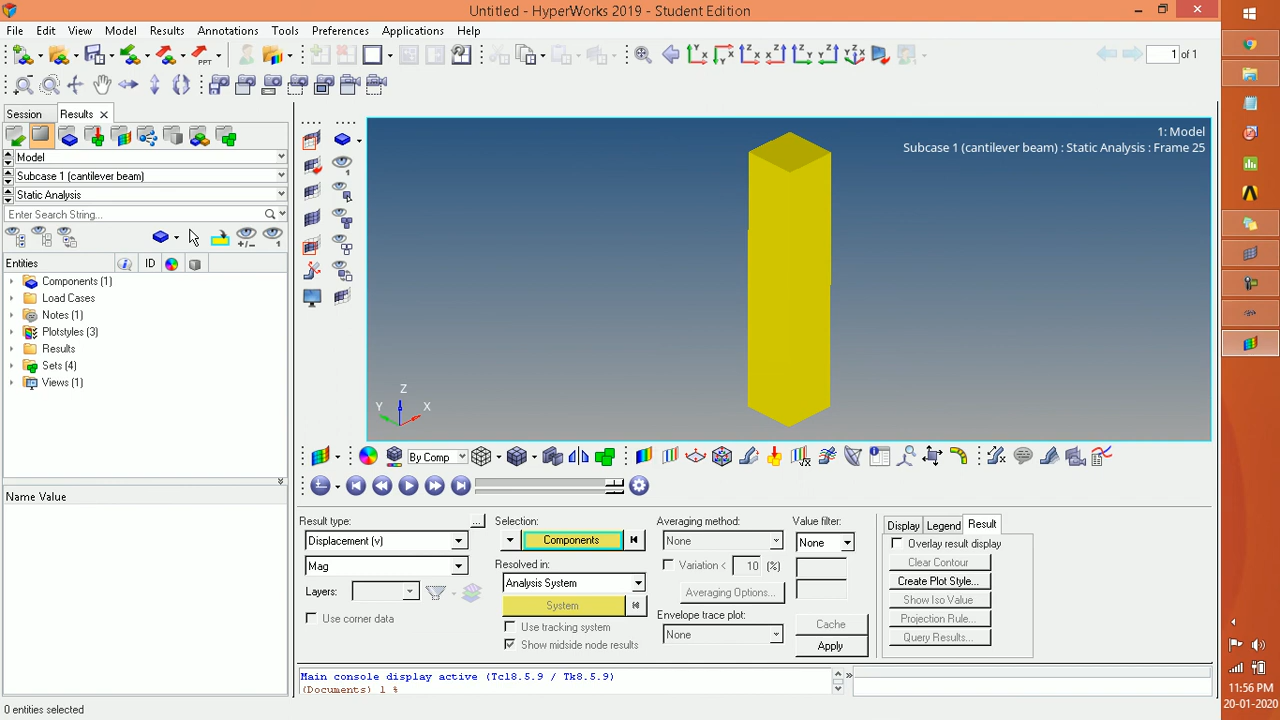 Untitled - HyperWorks 2019 - Student Edition
File Edit View Model Results Annotations Tools Preferences Applications Help
PPT
1 of 1
Session Results
1: Model
Subcase 1 (cantilever beam) : Static Analysis : Frame 25
Model
Subcase 1 (cantilever beam)
Static Analysis
Enter Search String...
Entities ID
Components (1)
Load Cases
Notes (1)
Plotstyles (3)
Results
Sets (4)
Views (1)
Z
Y X
By Comp
Name Value
Result type:
Displacement (v)
Mag
Layers:
Use corner data
Selection:
Components
Resolved in:
Analysis System
System
Use tracking system
Show midside node results
Averaging method:
None
Variation < 10 (%)
Averaging Options...
Envelope trace plot:
None
Value filter:
None
Cache
Apply
Display Legend Result
Overlay result display
Clear Contour
Create Plot Style...
Show Iso Value
Projection Rule...
Query Results...
Main console display active (Tcl8.5.9 / Tk8.5.9)
(Documents) 1 %
0 entities selected
11:56 PM
20-01-2020